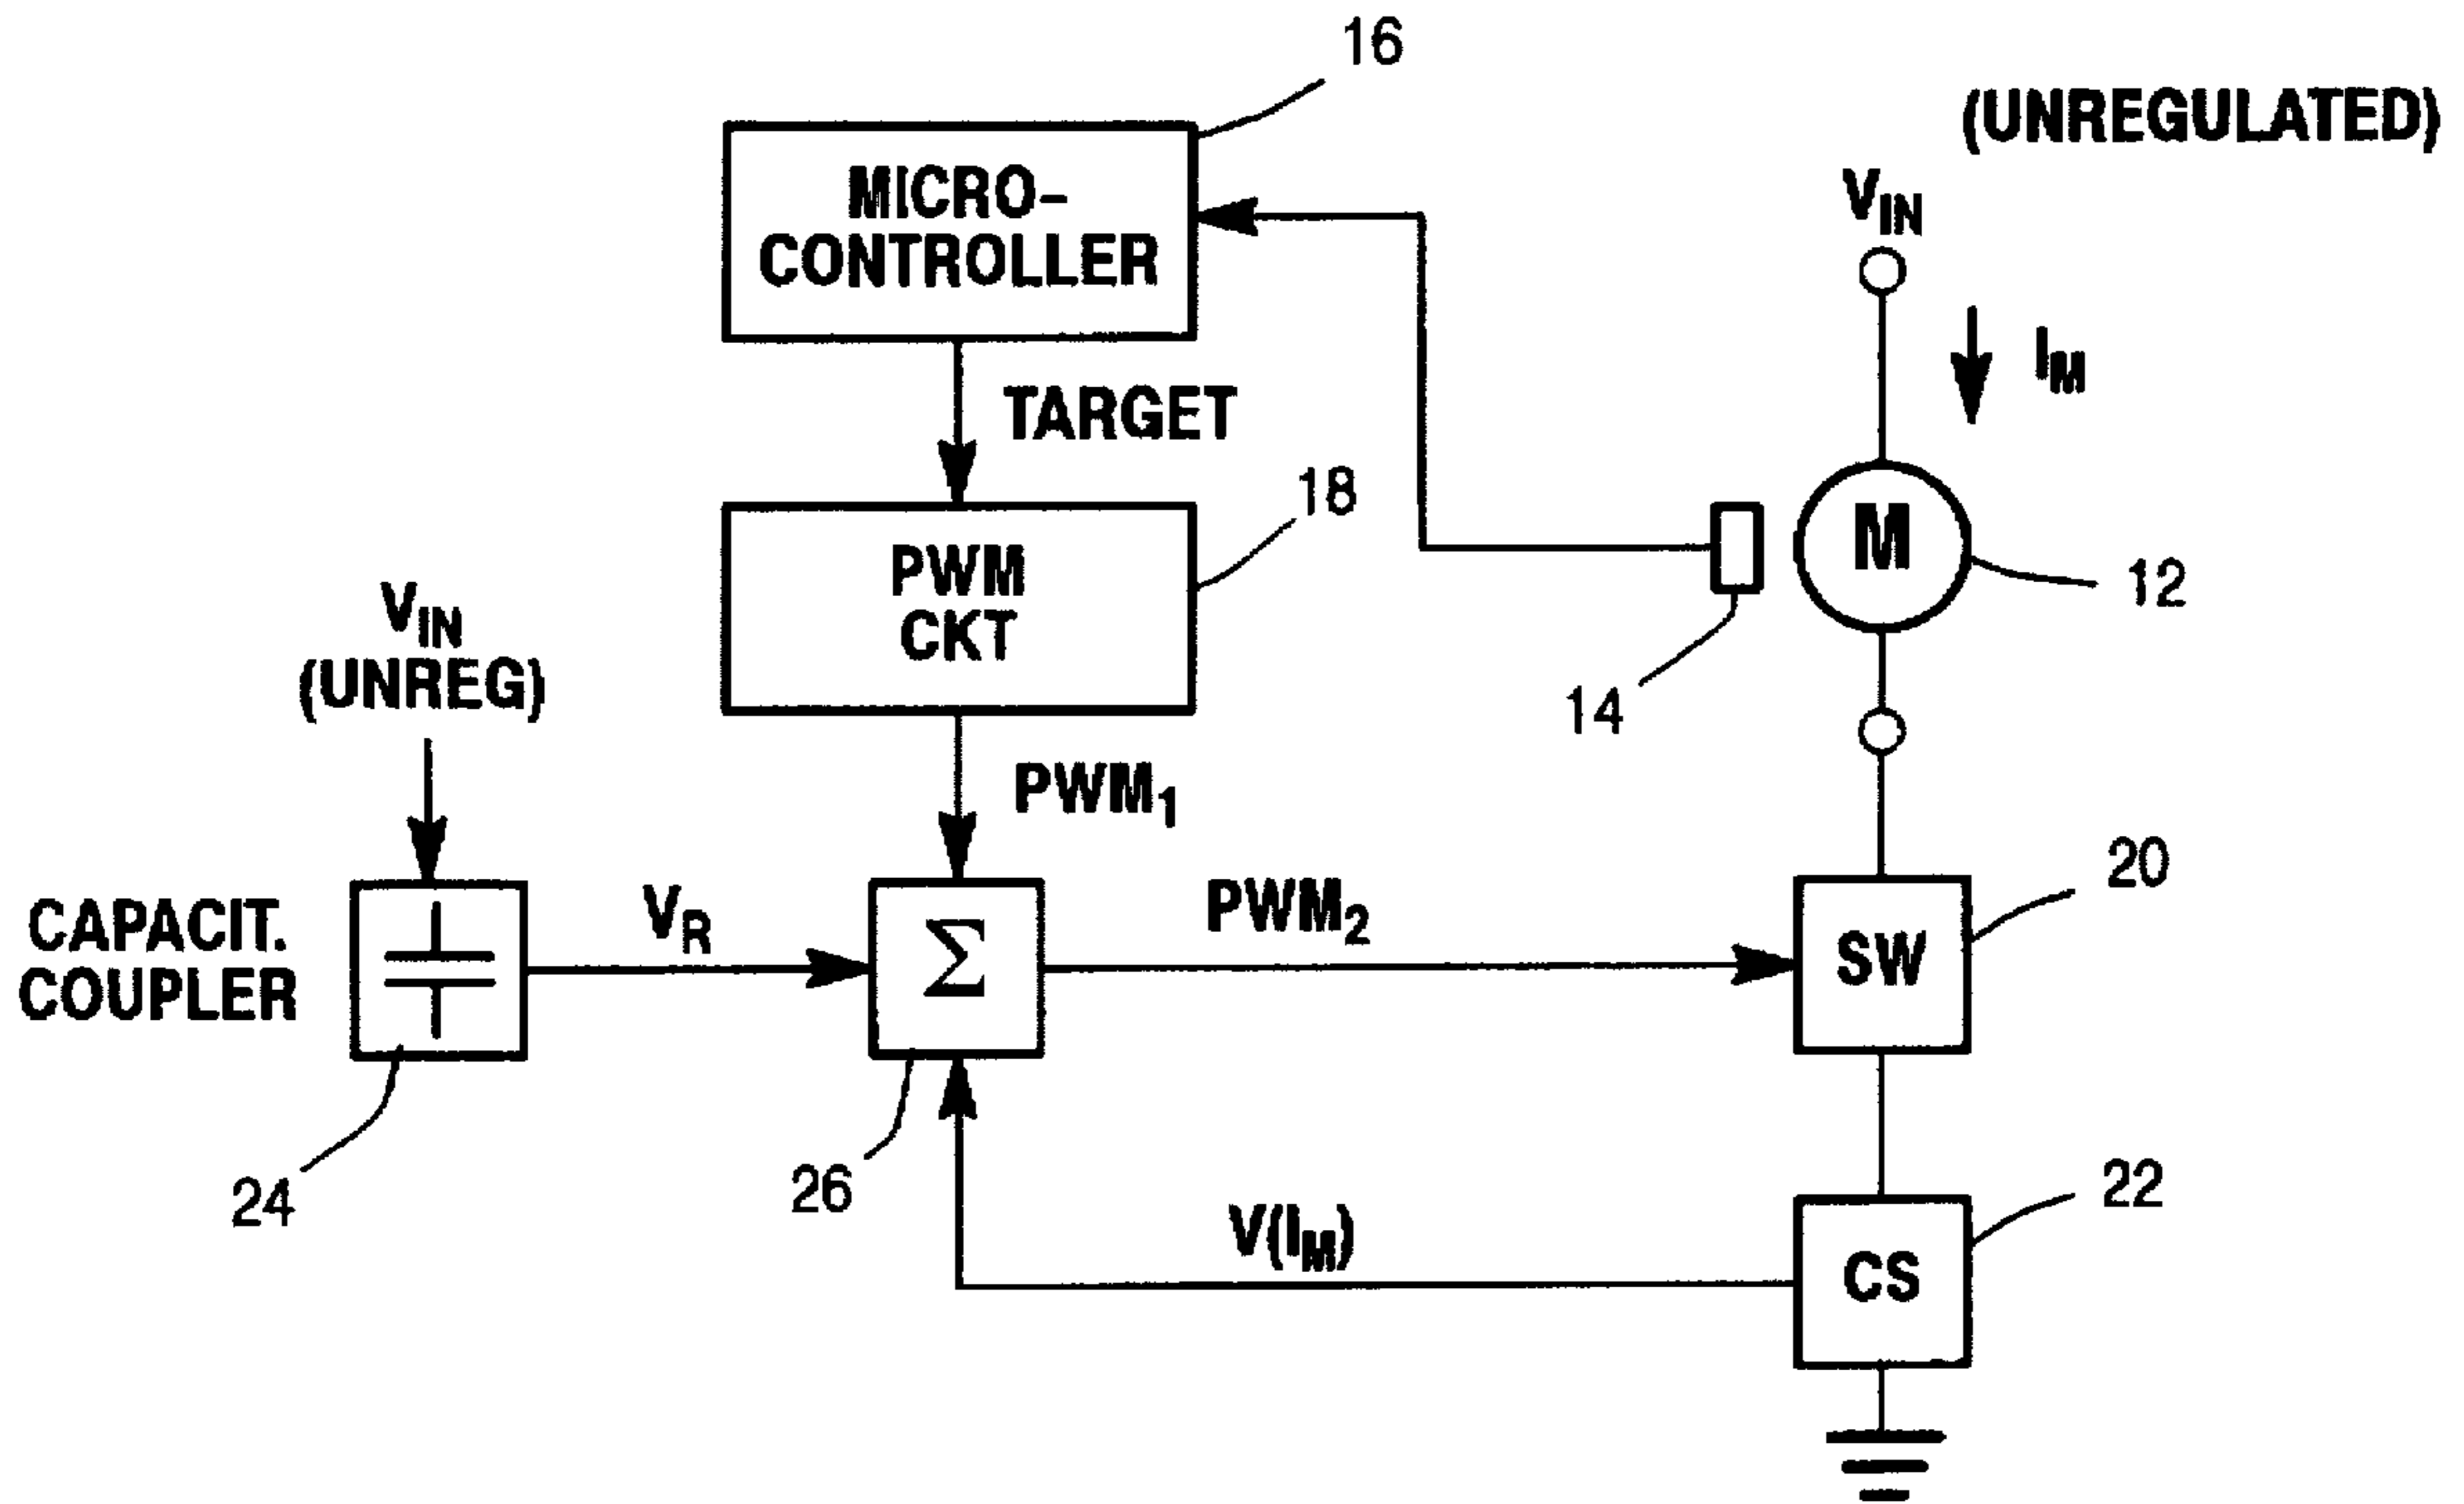 16
(UNREGULATED)
MICRO-
CONTROLLER
VIN
IM
TARGET
18
PWM
CKT
M
12
14
VIN
(UNREG)
PWM1
CAPACIT.
COUPLER
VR
Σ
PWM2
SW
20
24
26
V(IM)
CS
22